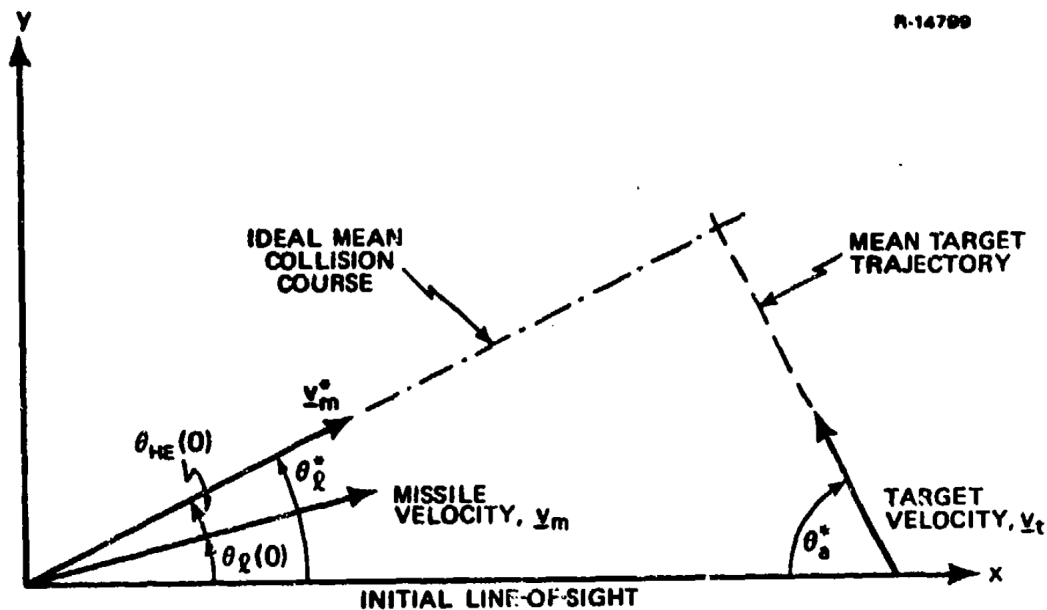 y
R-14799
IDEAL MEAN
COLLISION
COURSE
MEAN TARGET
TRAJECTORY
v*m
θHE(0)
θ*ℓ
MISSILE
VELOCITY, vm
θℓ(0)
θ*a
TARGET
VELOCITY, vt
x
INITIAL LINE-OF-SIGHT